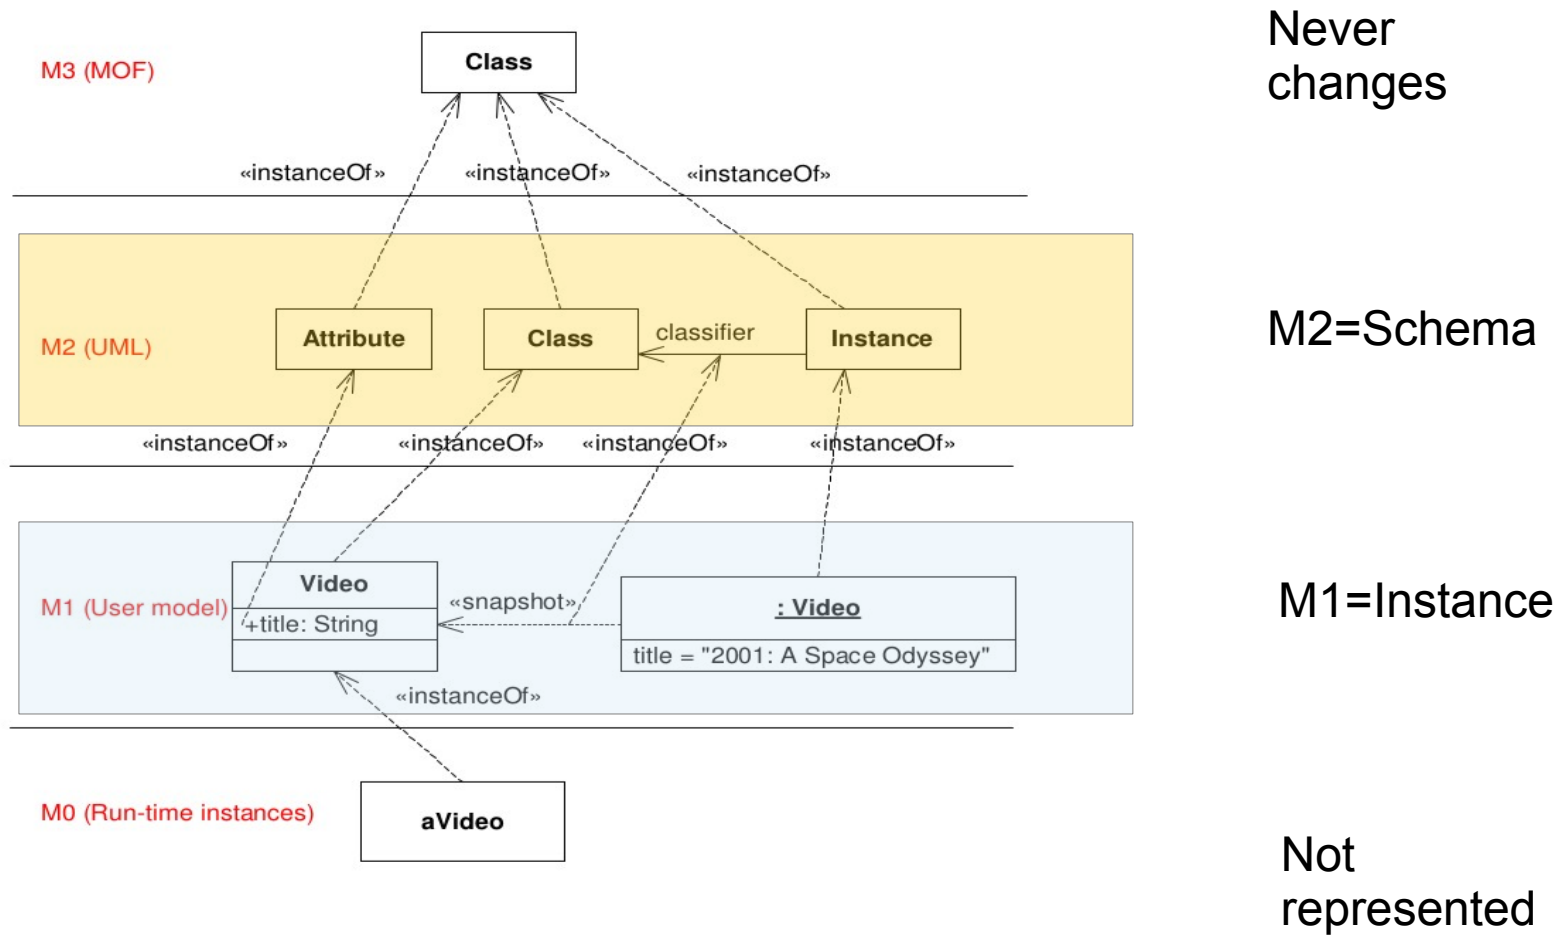 Never
changes
M3 (MOF)
Class
«instanceOf»
«instanceOf»
«instanceOf»
M2 (UML)
Attribute
Class
classifier
Instance
M2=Schema
«instanceOf»
«instanceOf»
«instanceOf»
«instanceOf»
M1 (User model)
Video
+title: String
«snapshot»
: Video
title = "2001: A Space Odyssey"
M1=Instance
«instanceOf»
M0 (Run-time instances)
aVideo
Not
represented